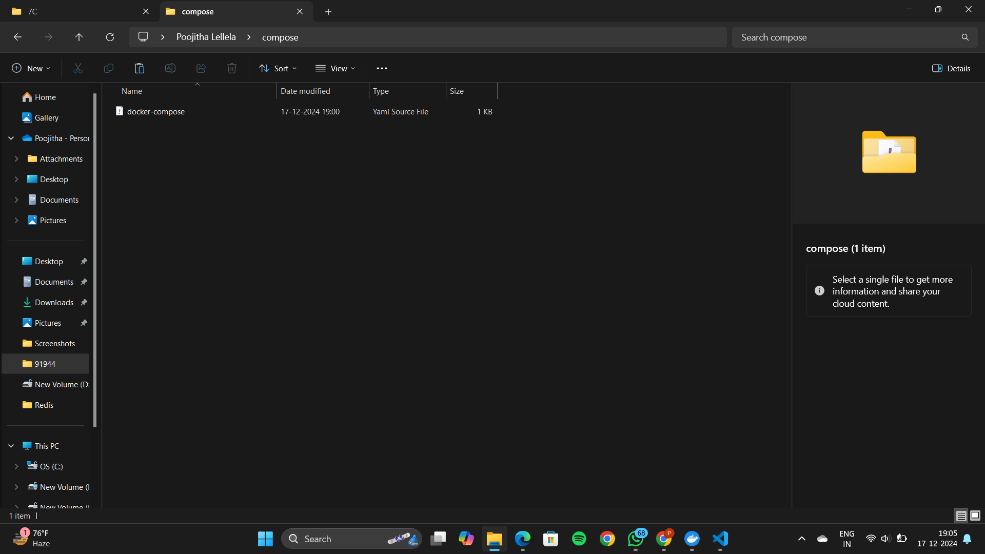 7C
compose
Poojitha Lellela
compose
Search compose
New
Sort
View
Details
Name
Date modified
Type
Size
docker-compose
17-12-2024 19:00
Yaml Source File
1 KB
Home
Gallery
Poojitha - Person
Attachments
Desktop
Documents
Pictures
Desktop
Documents
Downloads
Pictures
Screenshots
91944
New Volume (D:
Redis
This PC
OS (C:)
New Volume (
New Volume (
compose (1 item)
Select a single file to get more
information and share your
cloud content.
1 item
1
76°F
Haze
Search
68
P
ENG
IN
19:05
17-12-2024